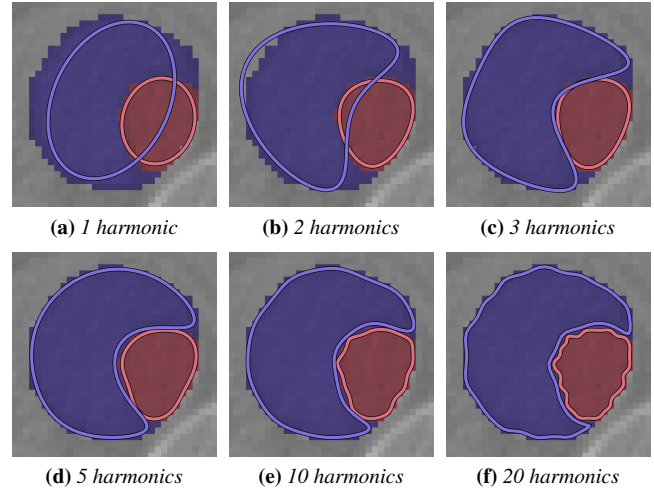 (a) 1 harmonic
(b) 2 harmonics
(c) 3 harmonics
(d) 5 harmonics
(e) 10 harmonics
(f) 20 harmonics